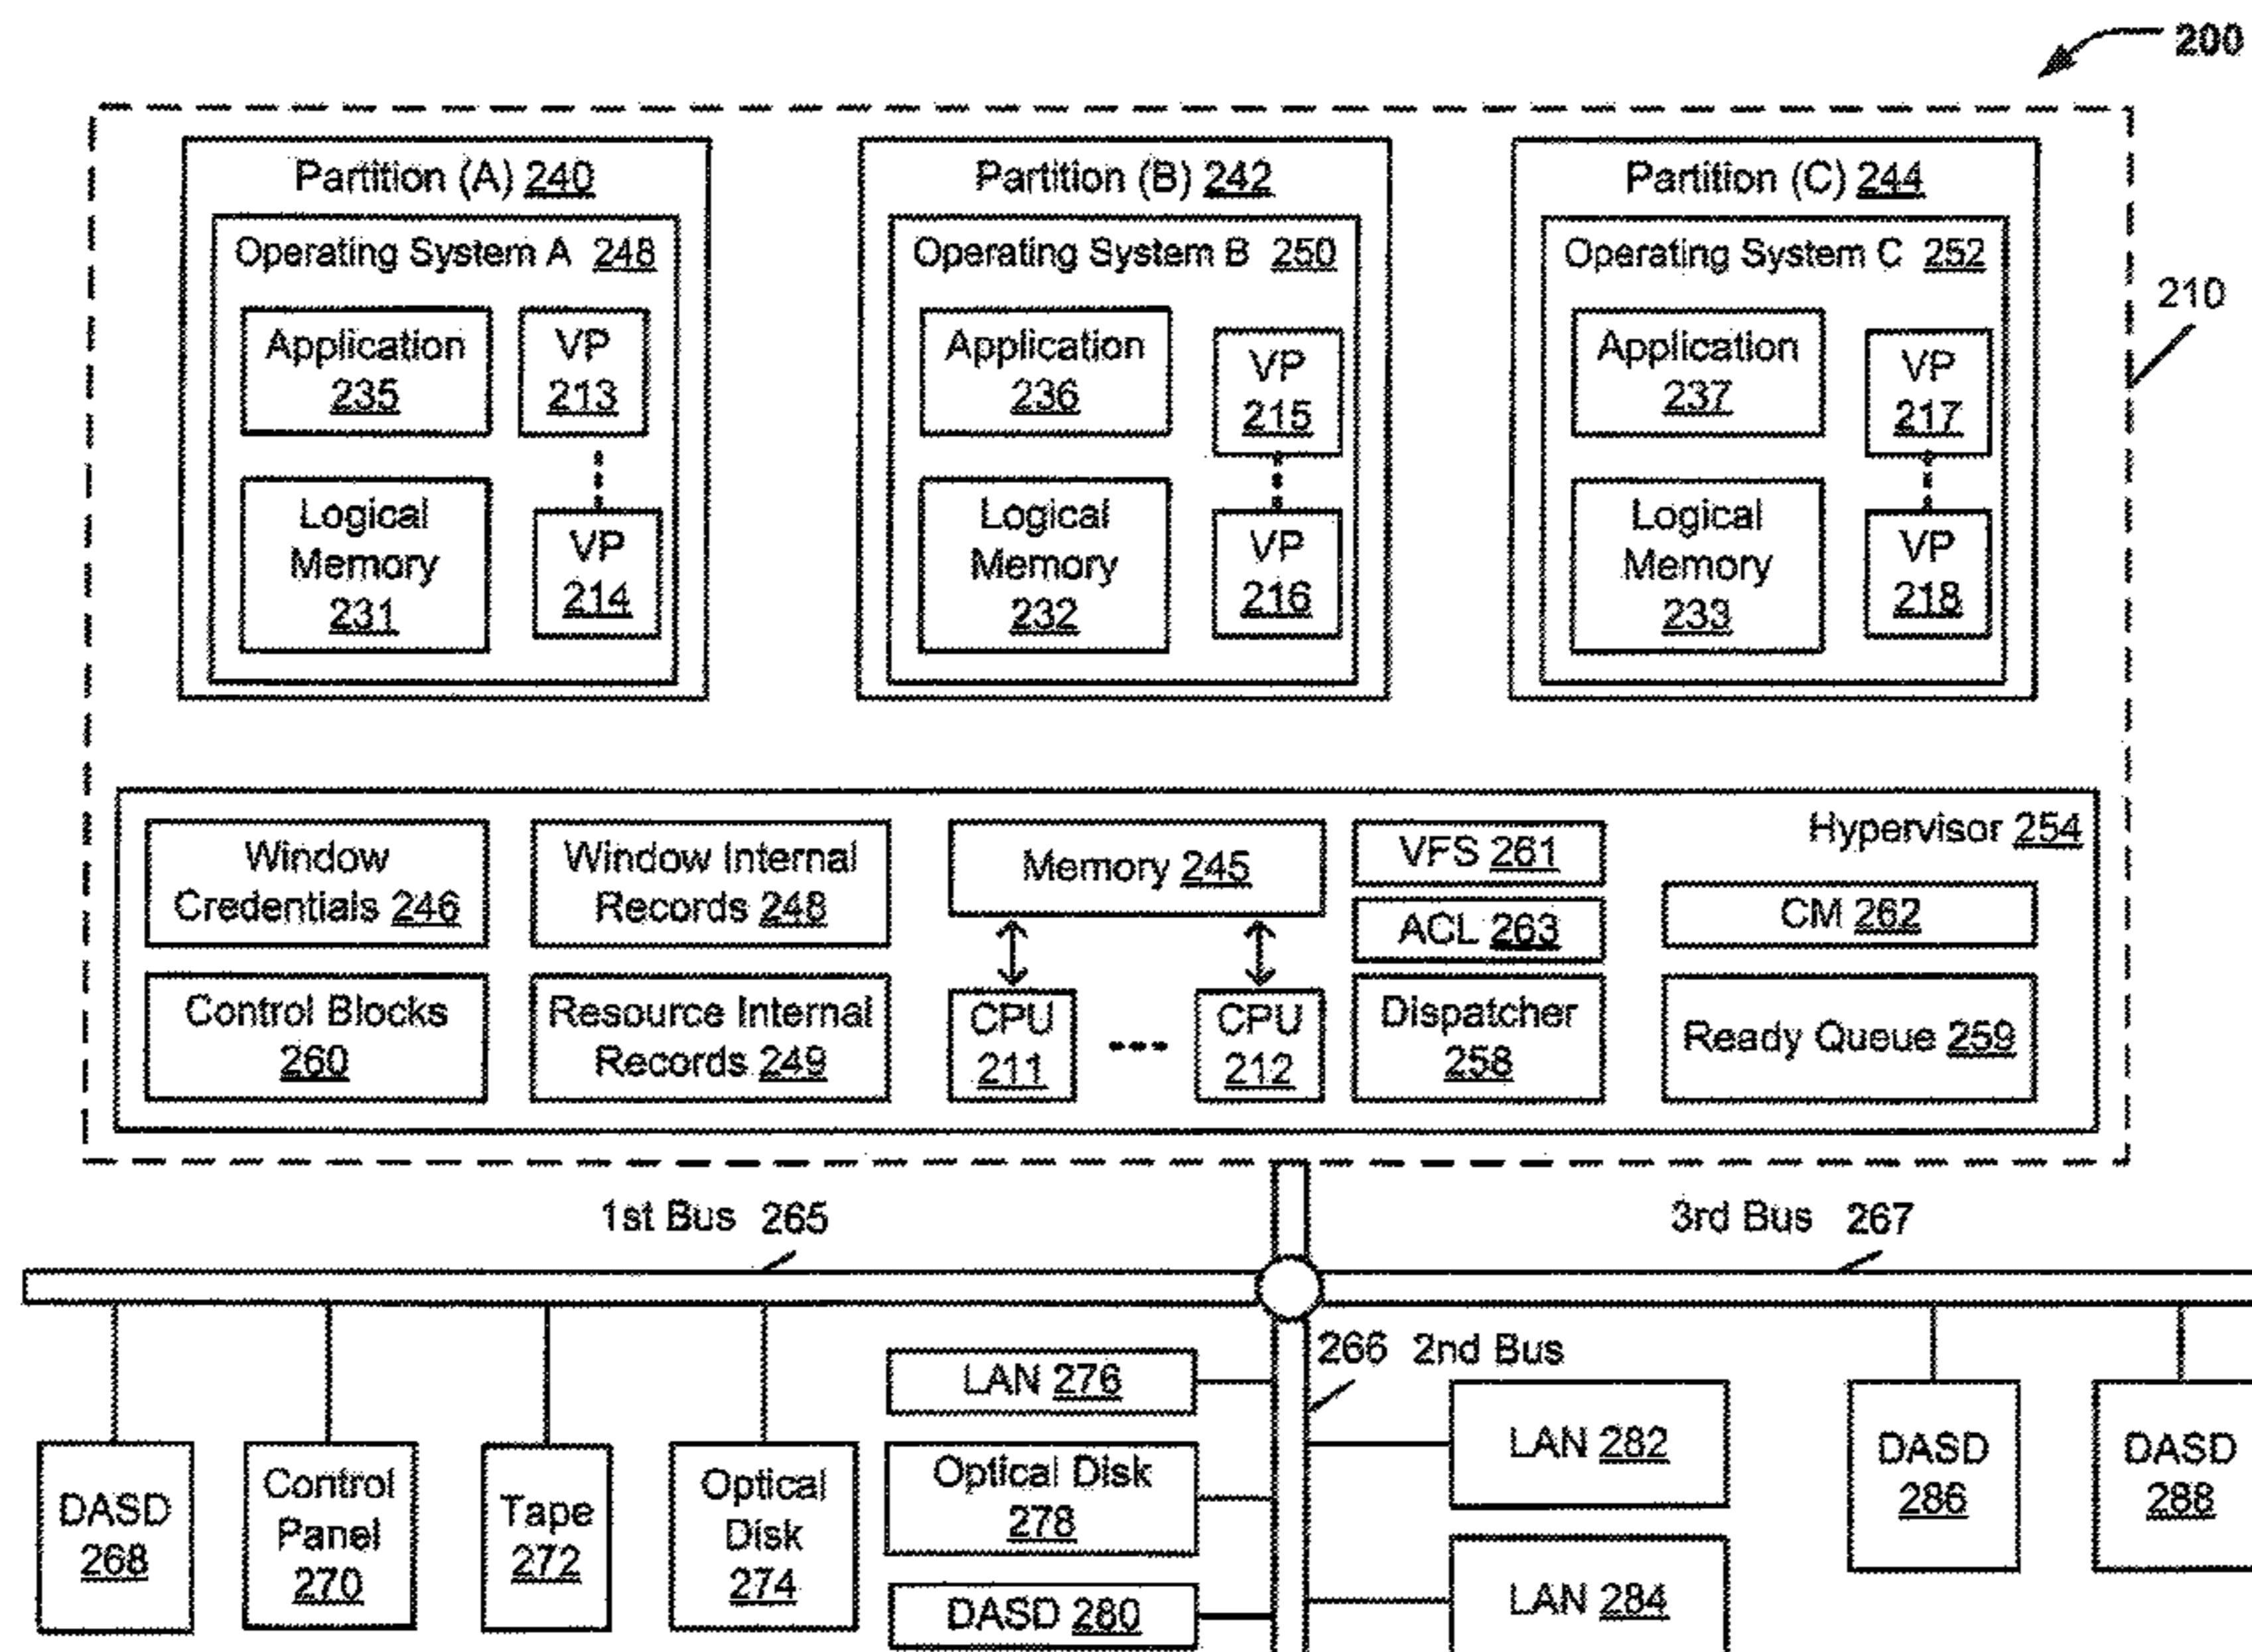 200
Partition (A) 240
Operating System A 248
Application
235
VP
213
Logical
Memory
231
VP
214
Partition (B) 242
Operating System B 250
Application
236
VP
215
Logical
Memory
232
VP
216
Partition (C) 244
Operating System C 252
Application
237
VP
217
Logical
Memory
233
VP
218
210
Hypervisor 254
Window
Credentials 246
Window Internal
Records 248
Memory 245
VFS 261
ACL 263
CM 262
Control Blocks
260
Resource Internal
Records 249
CPU
211
CPU
212
Dispatcher
258
Ready Queue 259
1st Bus 265
3rd Bus 267
266 2nd Bus
DASD
268
Control
Panel
270
Tape
272
Optical
Disk
274
LAN 276
Optical Disk
278
DASD 280
LAN 282
LAN 284
DASD
286
DASD
288